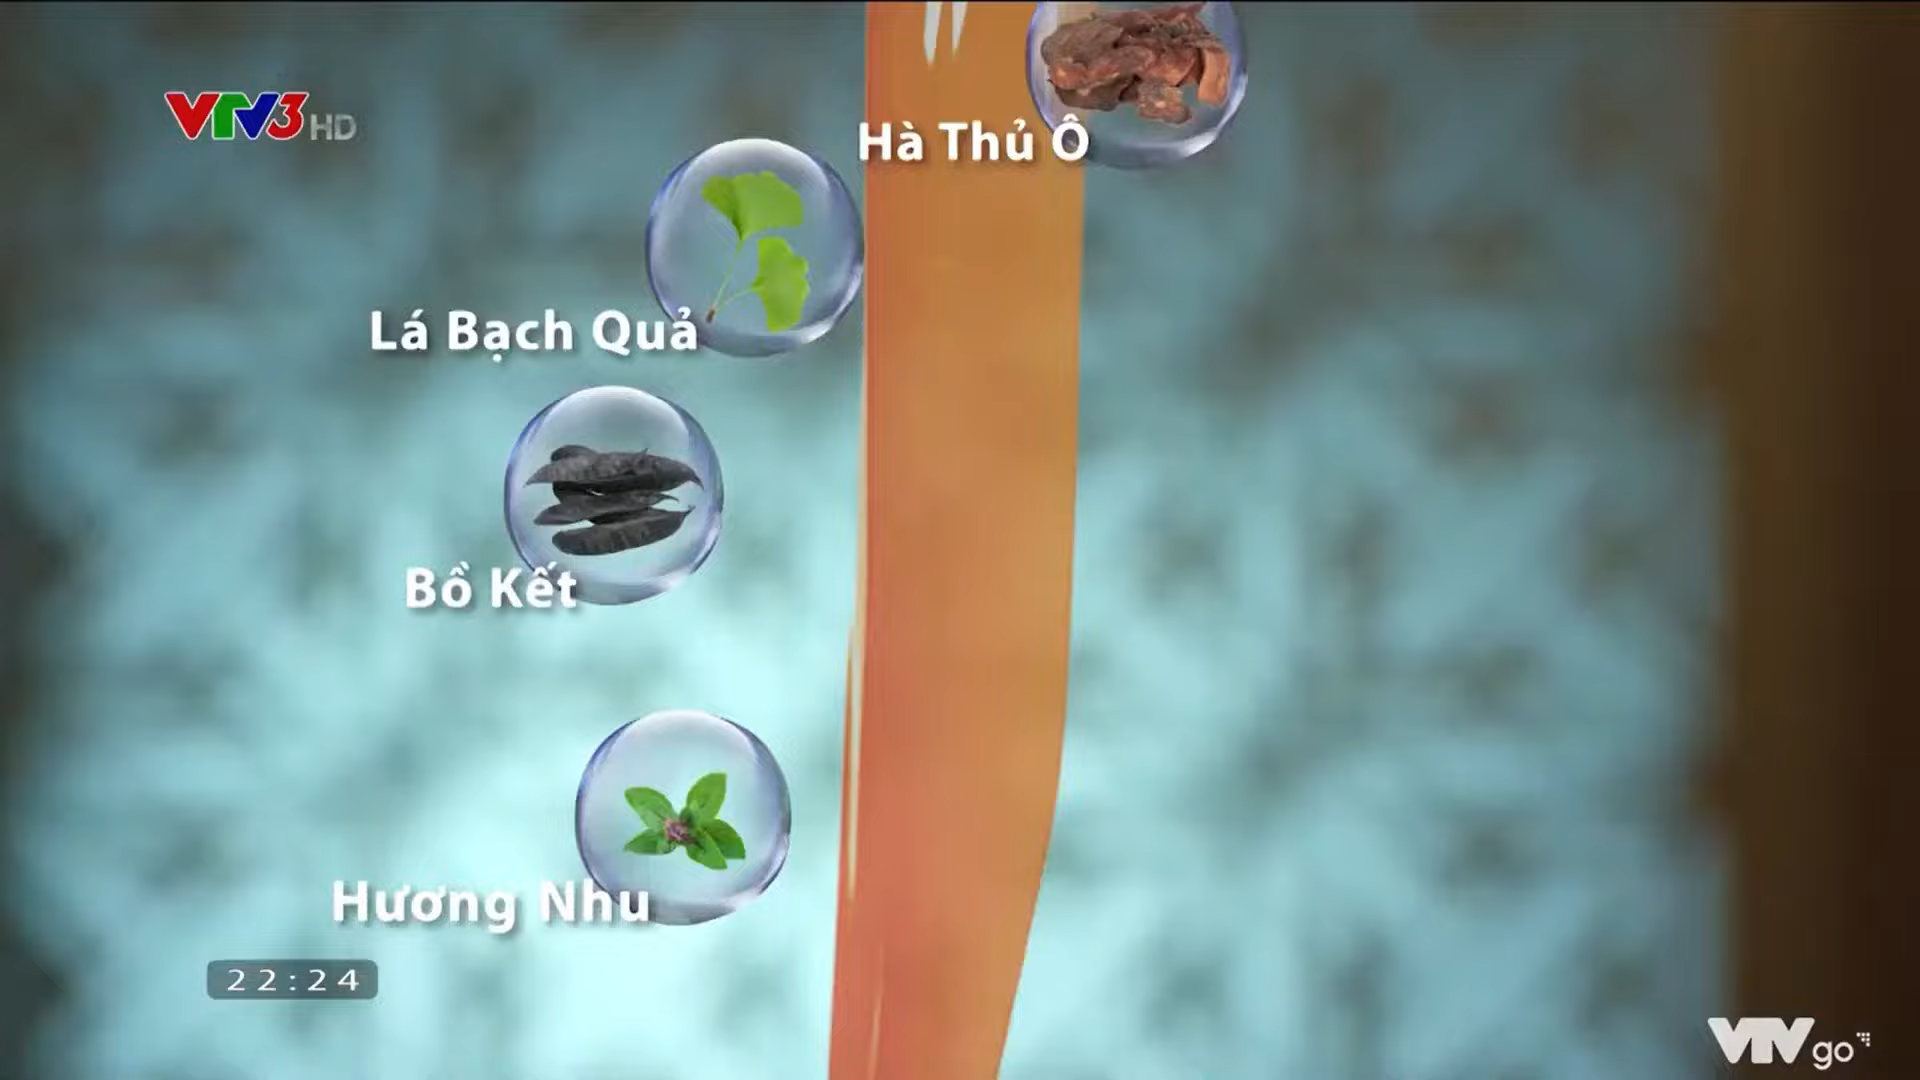 VTV3 HD
Hà Thủ Ô
Lá Bạch Quả
Bồ Kết
Hương Nhu
22:24
VTV go